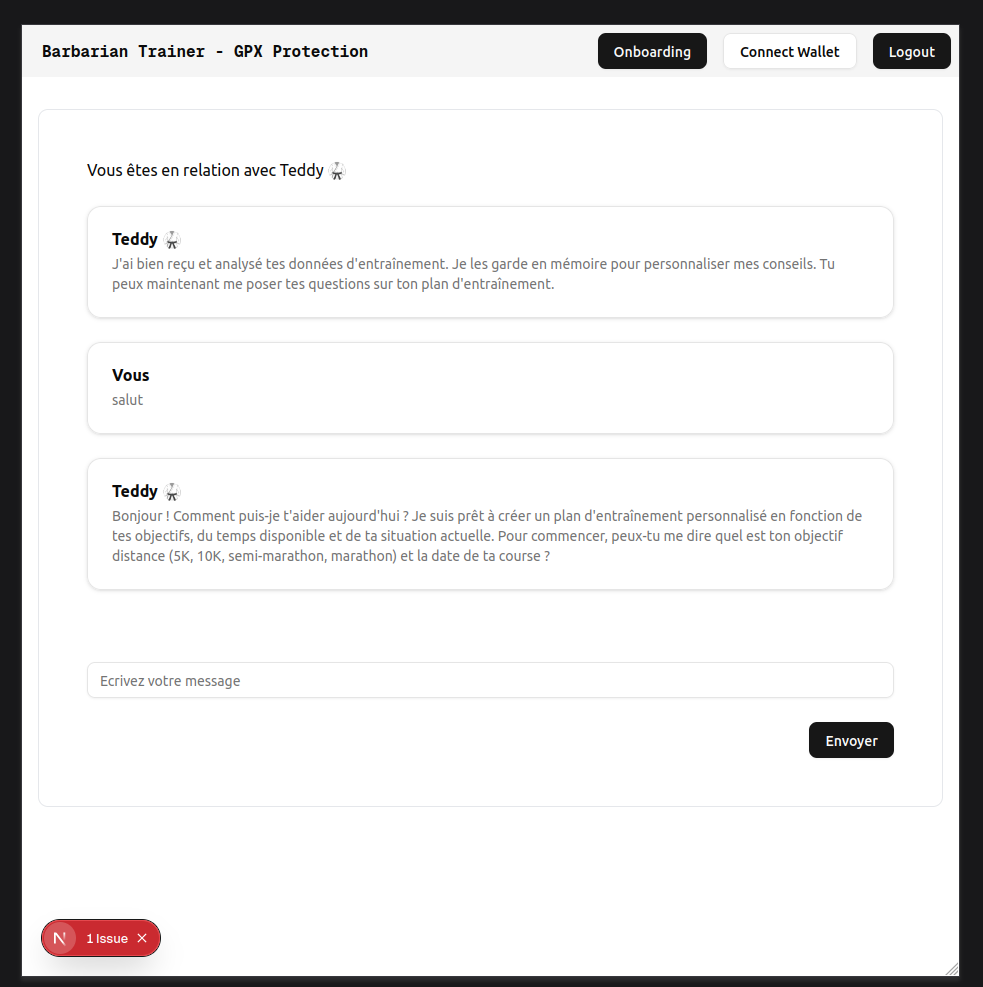 Barbarian Trainer - GPX Protection
Onboarding
Connect Wallet
Logout
Vous êtes en relation avec Teddy 🥋
Teddy 🥋
J'ai bien reçu et analysé tes données d'entraînement. Je les garde en mémoire pour personnaliser mes conseils. Tu
peux maintenant me poser tes questions sur ton plan d'entraînement.
Vous
salut
Teddy 🥋
Bonjour ! Comment puis-je t'aider aujourd'hui ? Je suis prêt à créer un plan d'entraînement personnalisé en fonction de
tes objectifs, du temps disponible et de ta situation actuelle. Pour commencer, peux-tu me dire quel est ton objectif
distance (5K, 10K, semi-marathon, marathon) et la date de ta course ?
Ecrivez votre message
Envoyer
N 1 Issue